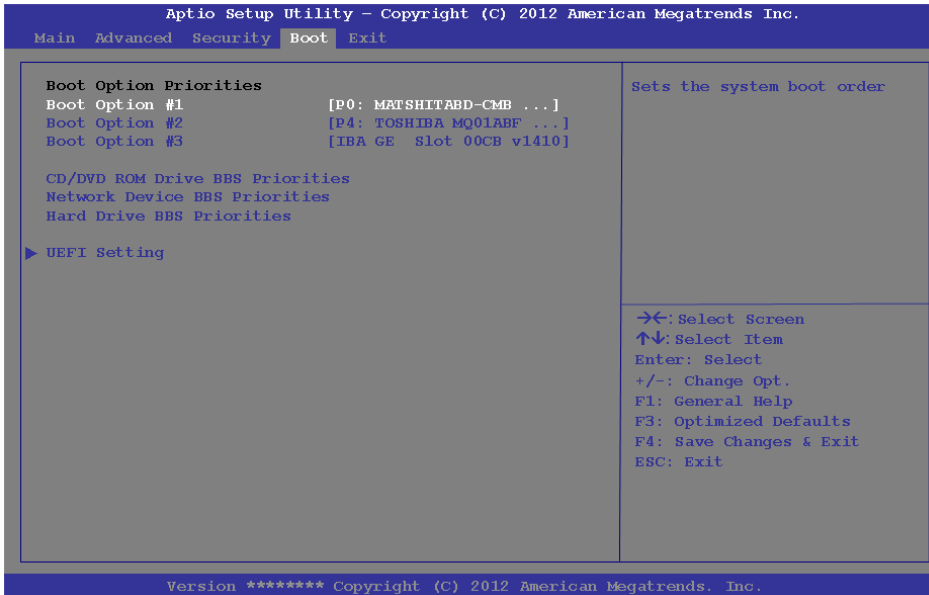 Aptio Setup Utility – Copyright (C) 2012 American Megatrends Inc.
Main Advanced Security Boot Exit
Boot Option Priorities
Boot Option #1 [P0: MATSHITABD-CMB ...]
Boot Option #2 [P4: TOSHIBA MQ01ABF ...]
Boot Option #3 [IBA GE Slot 00CB v1410]
CD/DVD ROM Drive BBS Priorities
Network Device BBS Priorities
Hard Drive BBS Priorities
▶ UEFI Setting
Sets the system boot order
→←: Select Screen
↑↓: Select Item
Enter: Select
+/-: Change Opt.
F1: General Help
F3: Optimized Defaults
F4: Save Changes & Exit
ESC: Exit
Version ******** Copyright (C) 2012 American Megatrends. Inc.